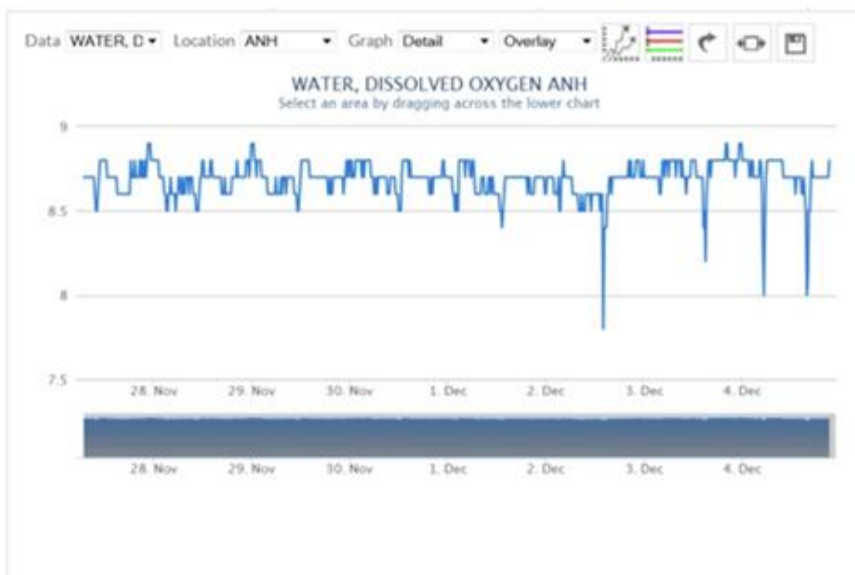 Data WATER, D Location ANH Graph Detail Overlay
WATER, DISSOLVED OXYGEN ANH
Select an area by dragging across the lower chart
9
8.5
8
7.5
28. Nov 29. Nov 30. Nov 1. Dec 2. Dec 3. Dec 4. Dec
28. Nov 29. Nov 30. Nov 1. Dec 2. Dec 3. Dec 4. Dec